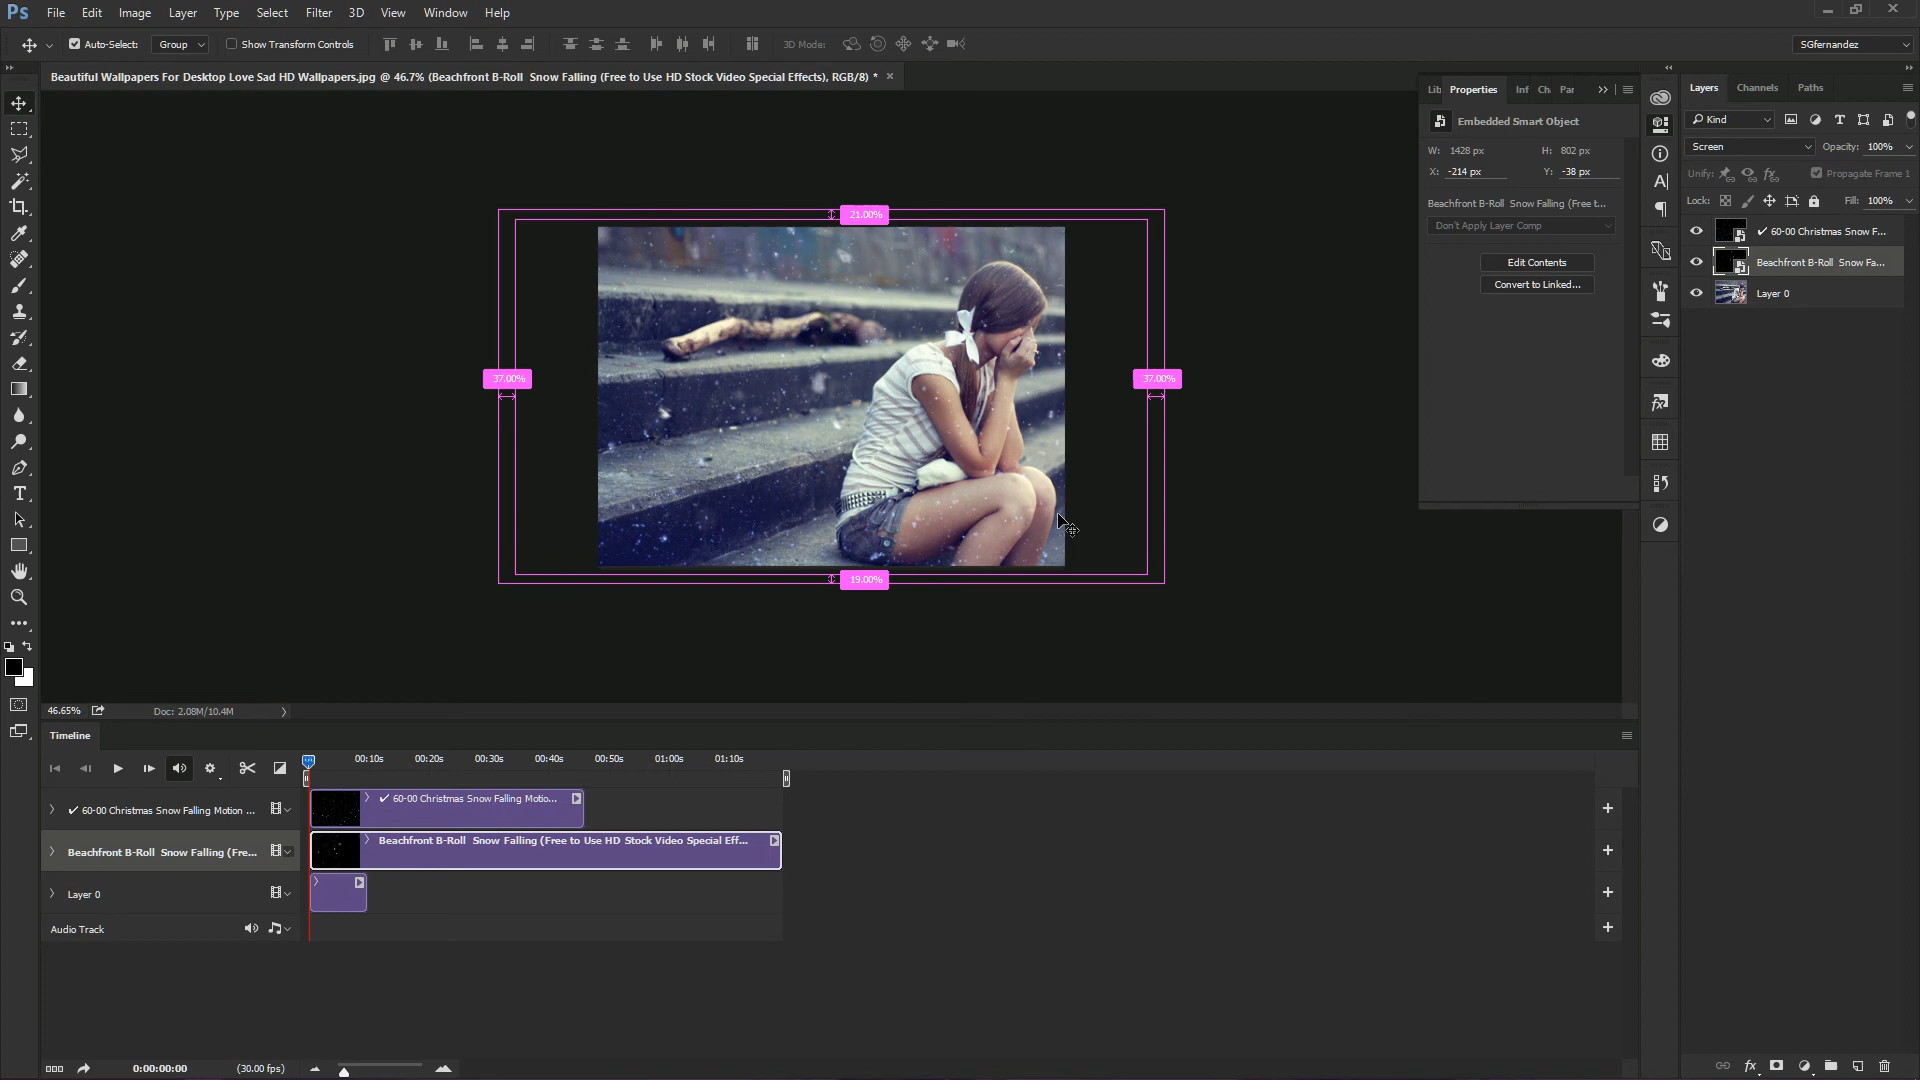 Ps File Edit Image Layer Type Select Filter 3D View Window Help
Auto-Select: Group Show Transform Controls 3D Mode: SGfernandez
Beautiful Wallpapers For Desktop Love Sad HD Wallpapers.jpg @ 46.7% (Beachfront B-Roll Snow Falling (Free to Use HD Stock Video Special Effects), RGB/8) *
Lib Properties Inf Ch Par
Embedded Smart Object
W: 1428 px H: 802 px
X: -214 px Y: -38 px
Beachfront B-Roll Snow Falling (Free t...
Don't Apply Layer Comp
Edit Contents
Convert to Linked...
Layers Channels Paths
Kind
Screen Opacity: 100%
Unify: Propagate Frame 1
Lock: Fill: 100%
✓ 60-00 Christmas Snow F...
Beachfront B-Roll Snow Fa...
Layer 0
21.00%
37.00% 37.00%
19.00%
46.65% Doc: 2.08M/10.4M
Timeline
00:10s 00:20s 00:30s 00:40s 00:50s 01:00s 01:10s
✓ 60-00 Christmas Snow Falling Motion ... ✓ 60-00 Christmas Snow Falling Motio...
Beachfront B-Roll Snow Falling (Fre... Beachfront B-Roll Snow Falling (Free to Use HD Stock Video Special Eff...
Layer 0
Audio Track
0:00:00:00 (30.00 fps)